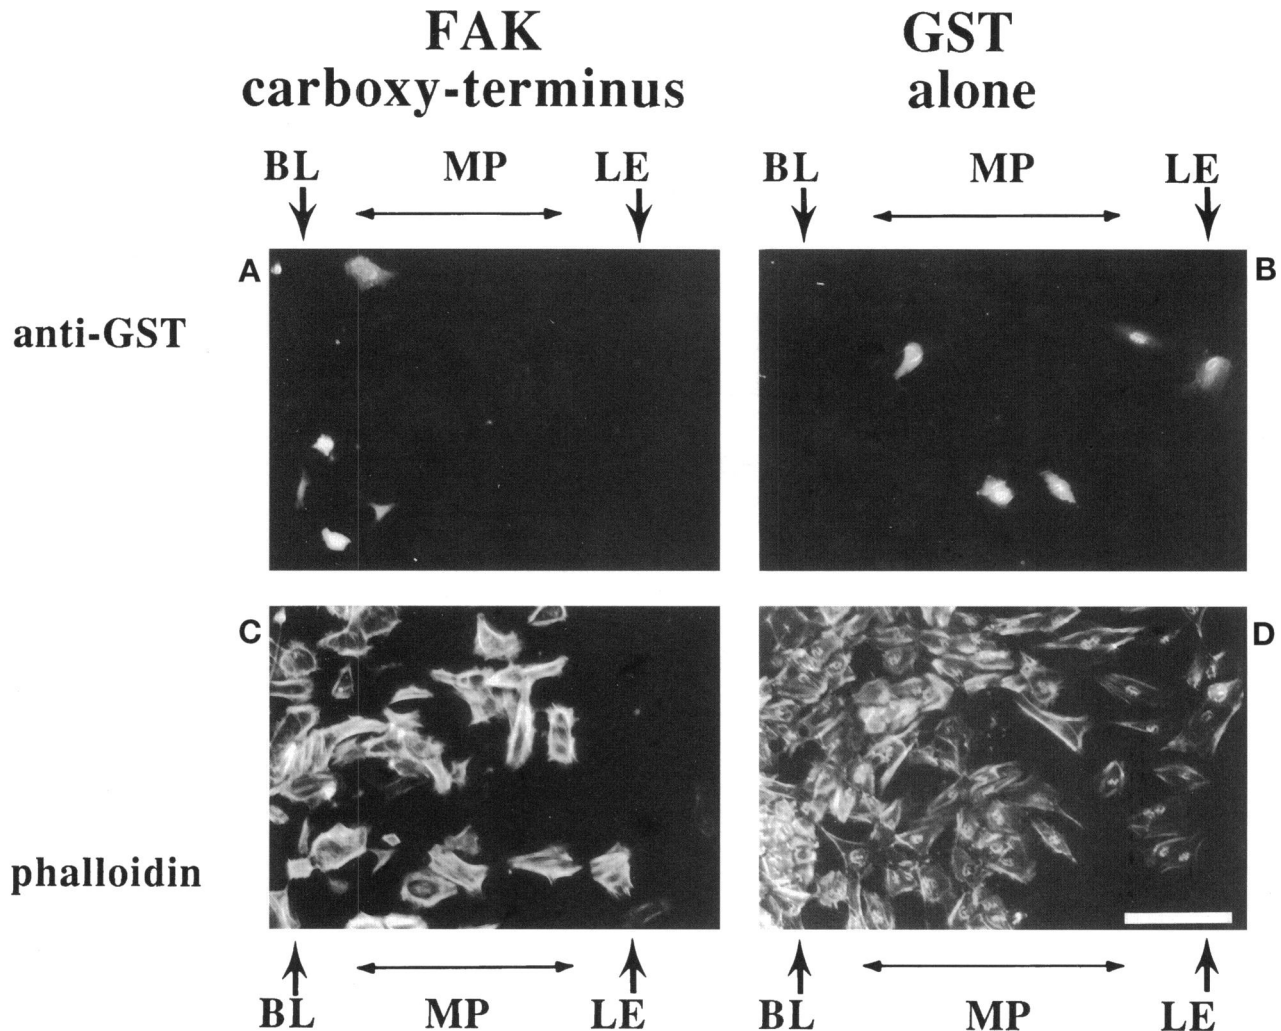 FAK
carboxy-terminus
GST
alone
BL MP LE
BL MP LE
A
B
anti-GST
C
D
phalloidin
BL MP LE
BL MP LE